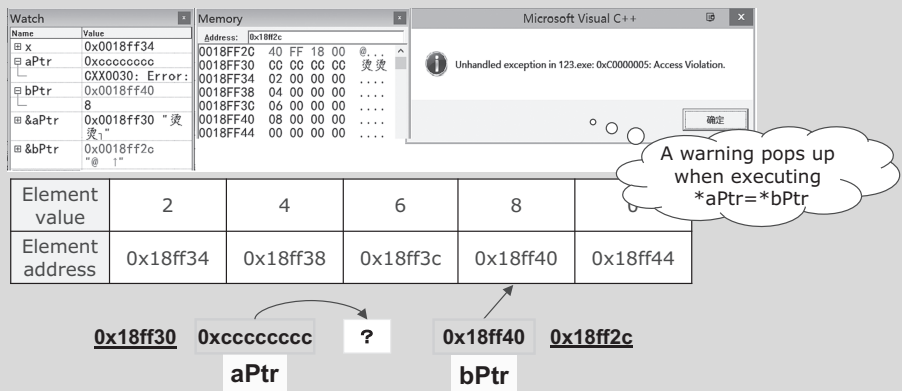 Watch
Name Value
x 0x0018ff34
aPtr 0xcccccccc
CXX0030: Error:
bPtr 0x0018ff40
8
&aPtr 0x0018ff30 "烫
烫┐"
&bPtr 0x0018ff2c
"@ ↑"
Memory
Address: 0x18ff2c
0018FF2C 40 FF 18 00 @...
0018FF30 CC CC CC CC 烫烫
0018FF34 02 00 00 00 ....
0018FF38 04 00 00 00 ....
0018FF3C 06 00 00 00 ....
0018FF40 08 00 00 00 ....
0018FF44 00 00 00 00 ....
Microsoft Visual C++
Unhandled exception in 123.exe: 0xC0000005: Access Violation.
确定
A warning pops up
when executing
*aPtr=*bPtr
Element value 2 4 6 8
Element address 0x18ff34 0x18ff38 0x18ff3c 0x18ff40 0x18ff44
0x18ff30 0xcccccccc ? 0x18ff40 0x18ff2c
aPtr bPtr